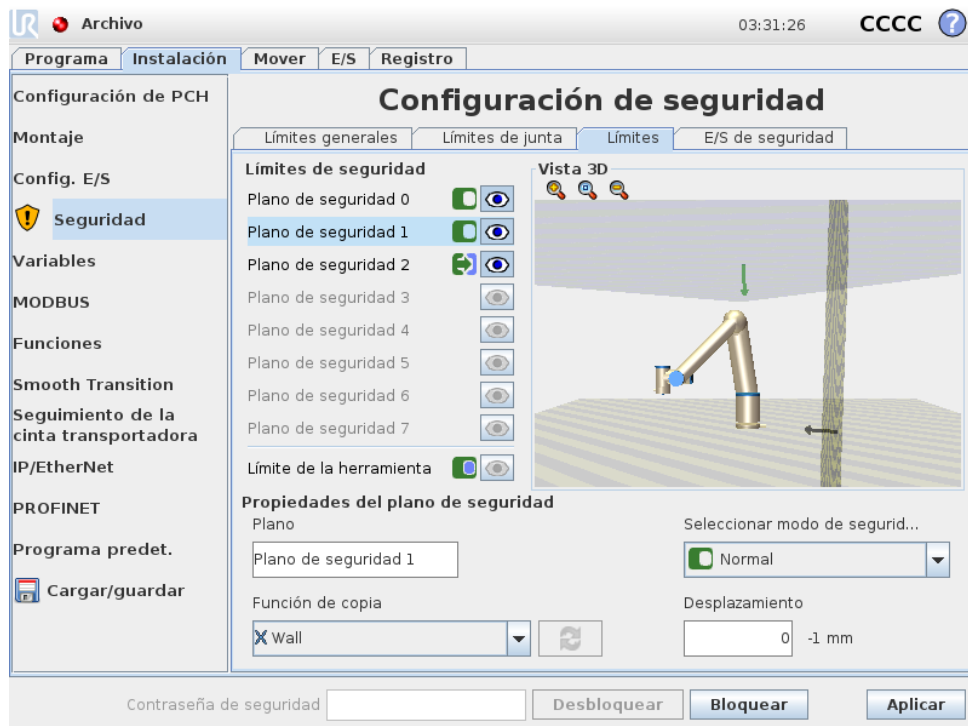 UR Archivo 03:31:26 CCCC ?
Programa Instalación Mover E/S Registro
Configuración de PCH
Montaje
Config. E/S
Seguridad
Variables
MODBUS
Funciones
Smooth Transition
Seguimiento de la
cinta transportadora
IP/EtherNet
PROFINET
Programa predet.
Cargar/guardar
Configuración de seguridad
Límites generales Límites de junta Límites E/S de seguridad
Límites de seguridad
Plano de seguridad 0
Plano de seguridad 1
Plano de seguridad 2
Plano de seguridad 3
Plano de seguridad 4
Plano de seguridad 5
Plano de seguridad 6
Plano de seguridad 7
Límite de la herramienta
Vista 3D
Propiedades del plano de seguridad
Plano
Plano de seguridad 1
Seleccionar modo de segurid...
Normal
Función de copia
Wall
Desplazamiento
0 -1 mm
Contraseña de seguridad Desbloquear Bloquear Aplicar